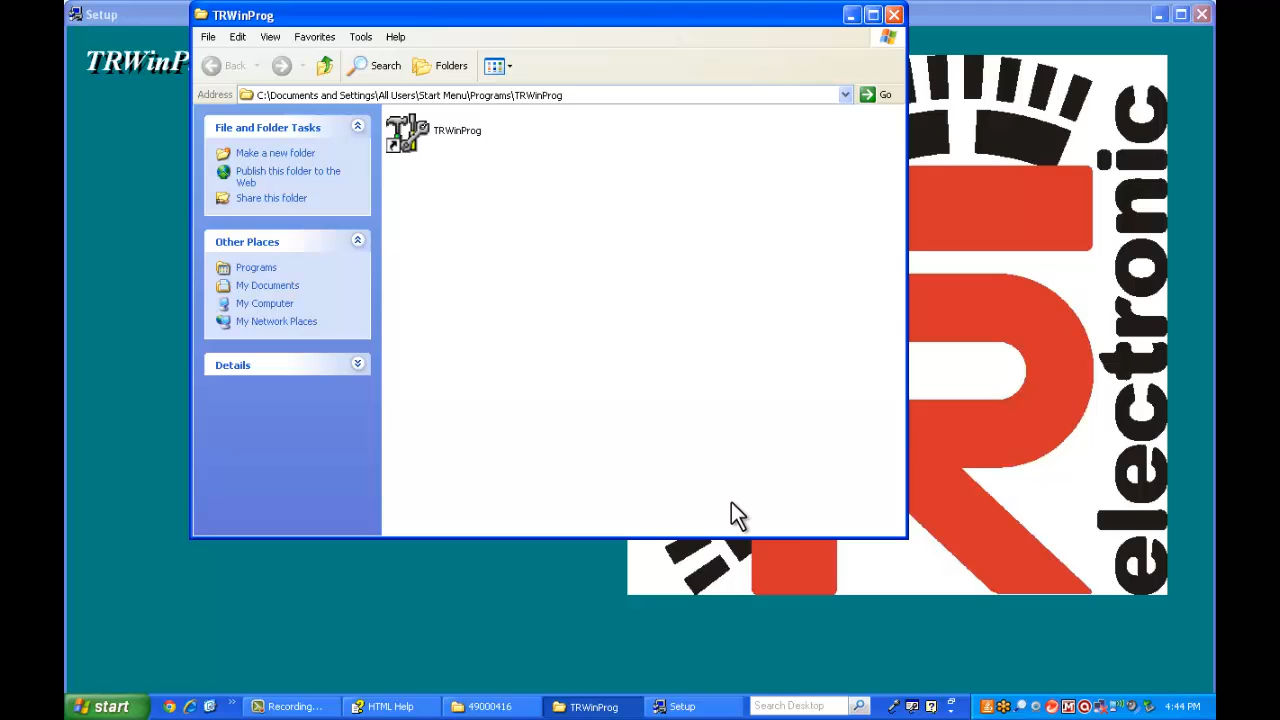 Setup
TRWinP
TRWinProg
File Edit View Favorites Tools Help
Back Search Folders
Address C:\Documents and Settings\All Users\Start Menu\Programs\TRWinProg Go
File and Folder Tasks
Make a new folder
Publish this folder to the
Web
Share this folder
Other Places
Programs
My Documents
My Computer
My Network Places
Details
TRWinProg
electronic
start Recording... HTML Help 49000416 TRWinProg Setup Search Desktop 4:44 PM